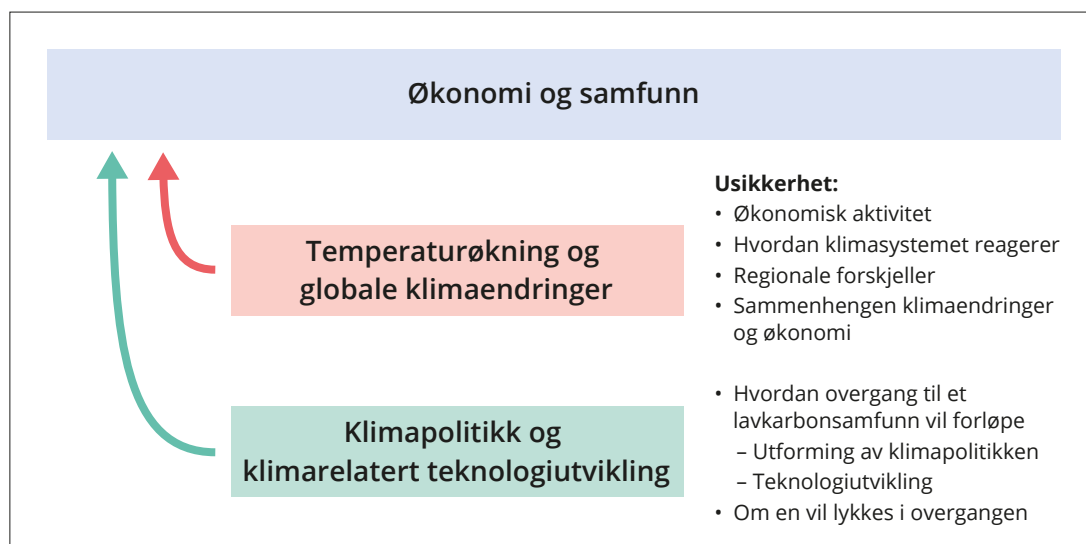 Økonomi og samfunn
Temperaturøkning og
globale klimaendringer
Usikkerhet:
• Økonomisk aktivitet
• Hvordan klimasystemet reagerer
• Regionale forskjeller
• Sammenhengen klimaendringer
og økonomi
Klimapolitikk og
klimarelatert teknologiutvikling
• Hvordan overgang til et
lavkarbonsamfunn vil forløpe
– Utforming av klimapolitikken
– Teknologiutvikling
• Om en vil lykkes i overgangen